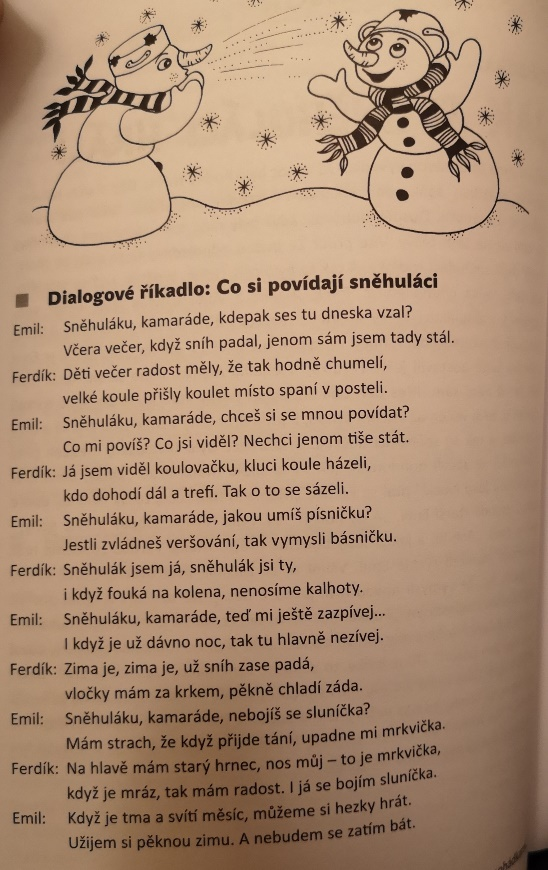 Dialogové říkadlo: Co si povídají sněhuláci
Emil: Sněhuláku, kamaráde, kdepak ses tu dneska vzal?
Včera večer, když sníh padal, jenom sám jsem tady stál.
Ferdík: Děti večer radost měly, že tak hodně chumelí,
velké koule přišly koulet místo spaní v posteli.
Emil: Sněhuláku, kamaráde, chceš si se mnou povídat?
Co mi povíš? Co jsi viděl? Nechci jenom tiše stát.
Ferdík: Já jsem viděl koulovačku, kluci koule házeli,
kdo dohodí dál a trefí. Tak o to se sázeli.
Emil: Sněhuláku, kamaráde, jakou umíš písničku?
Jestli zvládneš veršování, tak vymysli básničku.
Ferdík: Sněhulák jsem já, sněhulák jsi ty,
i když fouká na kolena, nenosíme kalhoty.
Emil: Sněhuláku, kamaráde, teď mi ještě zazpívej...
I když je už dávno noc, tak tu hlavně nezívej.
Ferdík: Zima je, zima je, už sníh zase padá,
vločky mám za krkem, pěkně chladí záda.
Emil: Sněhuláku, kamaráde, nebojíš se sluníčka?
Mám strach, že když přijde tání, upadne mi mrkvička.
Ferdík: Na hlavě mám starý hrnec, nos můj – to je mrkvička,
když je mráz, tak mám radost. I já se bojím sluníčka.
Emil: Když je tma a svítí měsíc, můžeme si hezky hrát.
Užijem si pěknou zimu. A nebudem se zatím bát.